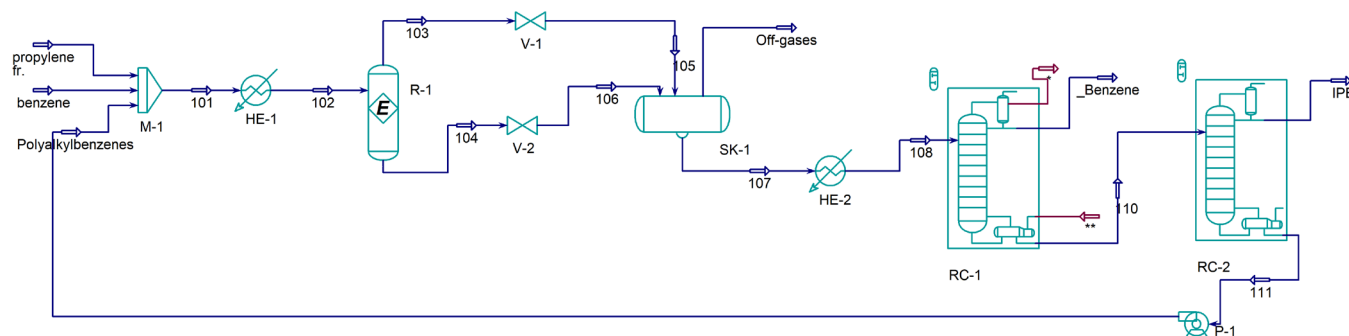 103
V-1
Off-gases
propylene
fr.
105
106
_Benzene
IPB
benzene
101
102
R-1
E
Polyalkylbenzenes
M-1
HE-1
104
V-2
SK-1
108
107
110
HE-2
*
**
RC-1
RC-2
111
P-1